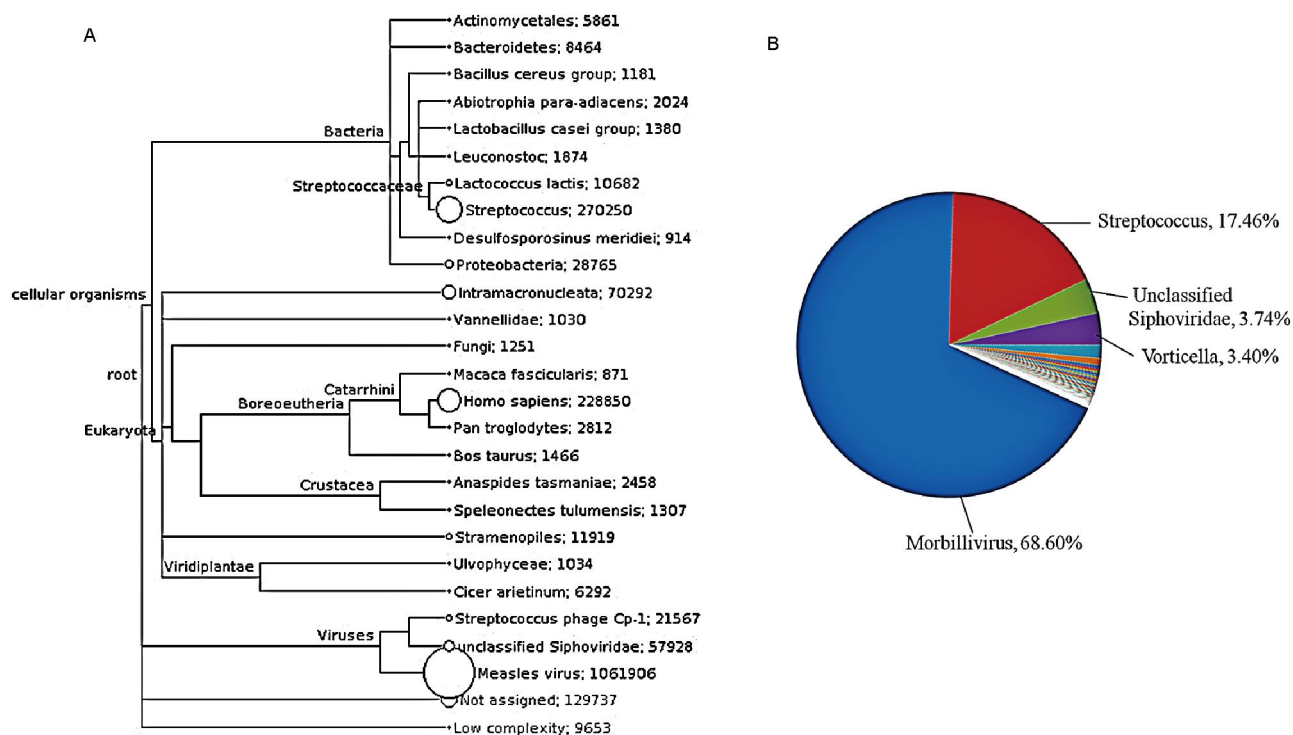 A
Actinomycetales; 5861
Bacteroidetes; 8464
Bacillus cereus group; 1181
Abiotrophia para-adiacens; 2024
Bacteria
Lactobacillus casei group; 1380
Leuconostoc; 1874
Streptococcaceae
Lactococcus lactis; 10682
Streptococcus; 270250
Desulfosporosinus meridiei; 914
Proteobacteria; 28765
cellular organisms
Intramacronucleata; 70292
Vannellidae; 1030
Fungi; 1251
root
Macaca fascicularis; 871
Catarrhini
Boreoeutheria
Homo sapiens; 228850
Eukaryota
Pan troglodytes; 2812
Bos taurus; 1466
Crustacea
Anaspides tasmaniae; 2458
Speleonectes tulumensis; 1307
Stramenopiles; 11919
Viridiplantae
Ulvophyceae; 1034
Cicer arietinum; 6292
Streptococcus phage Cp-1; 21567
Viruses
unclassified Siphoviridae; 57928
Measles virus; 1061906
Not assigned; 129737
Low complexity; 9653
B
Streptococcus, 17.46%
Unclassified
Siphoviridae, 3.74%
Vorticella, 3.40%
Morbillivirus, 68.60%